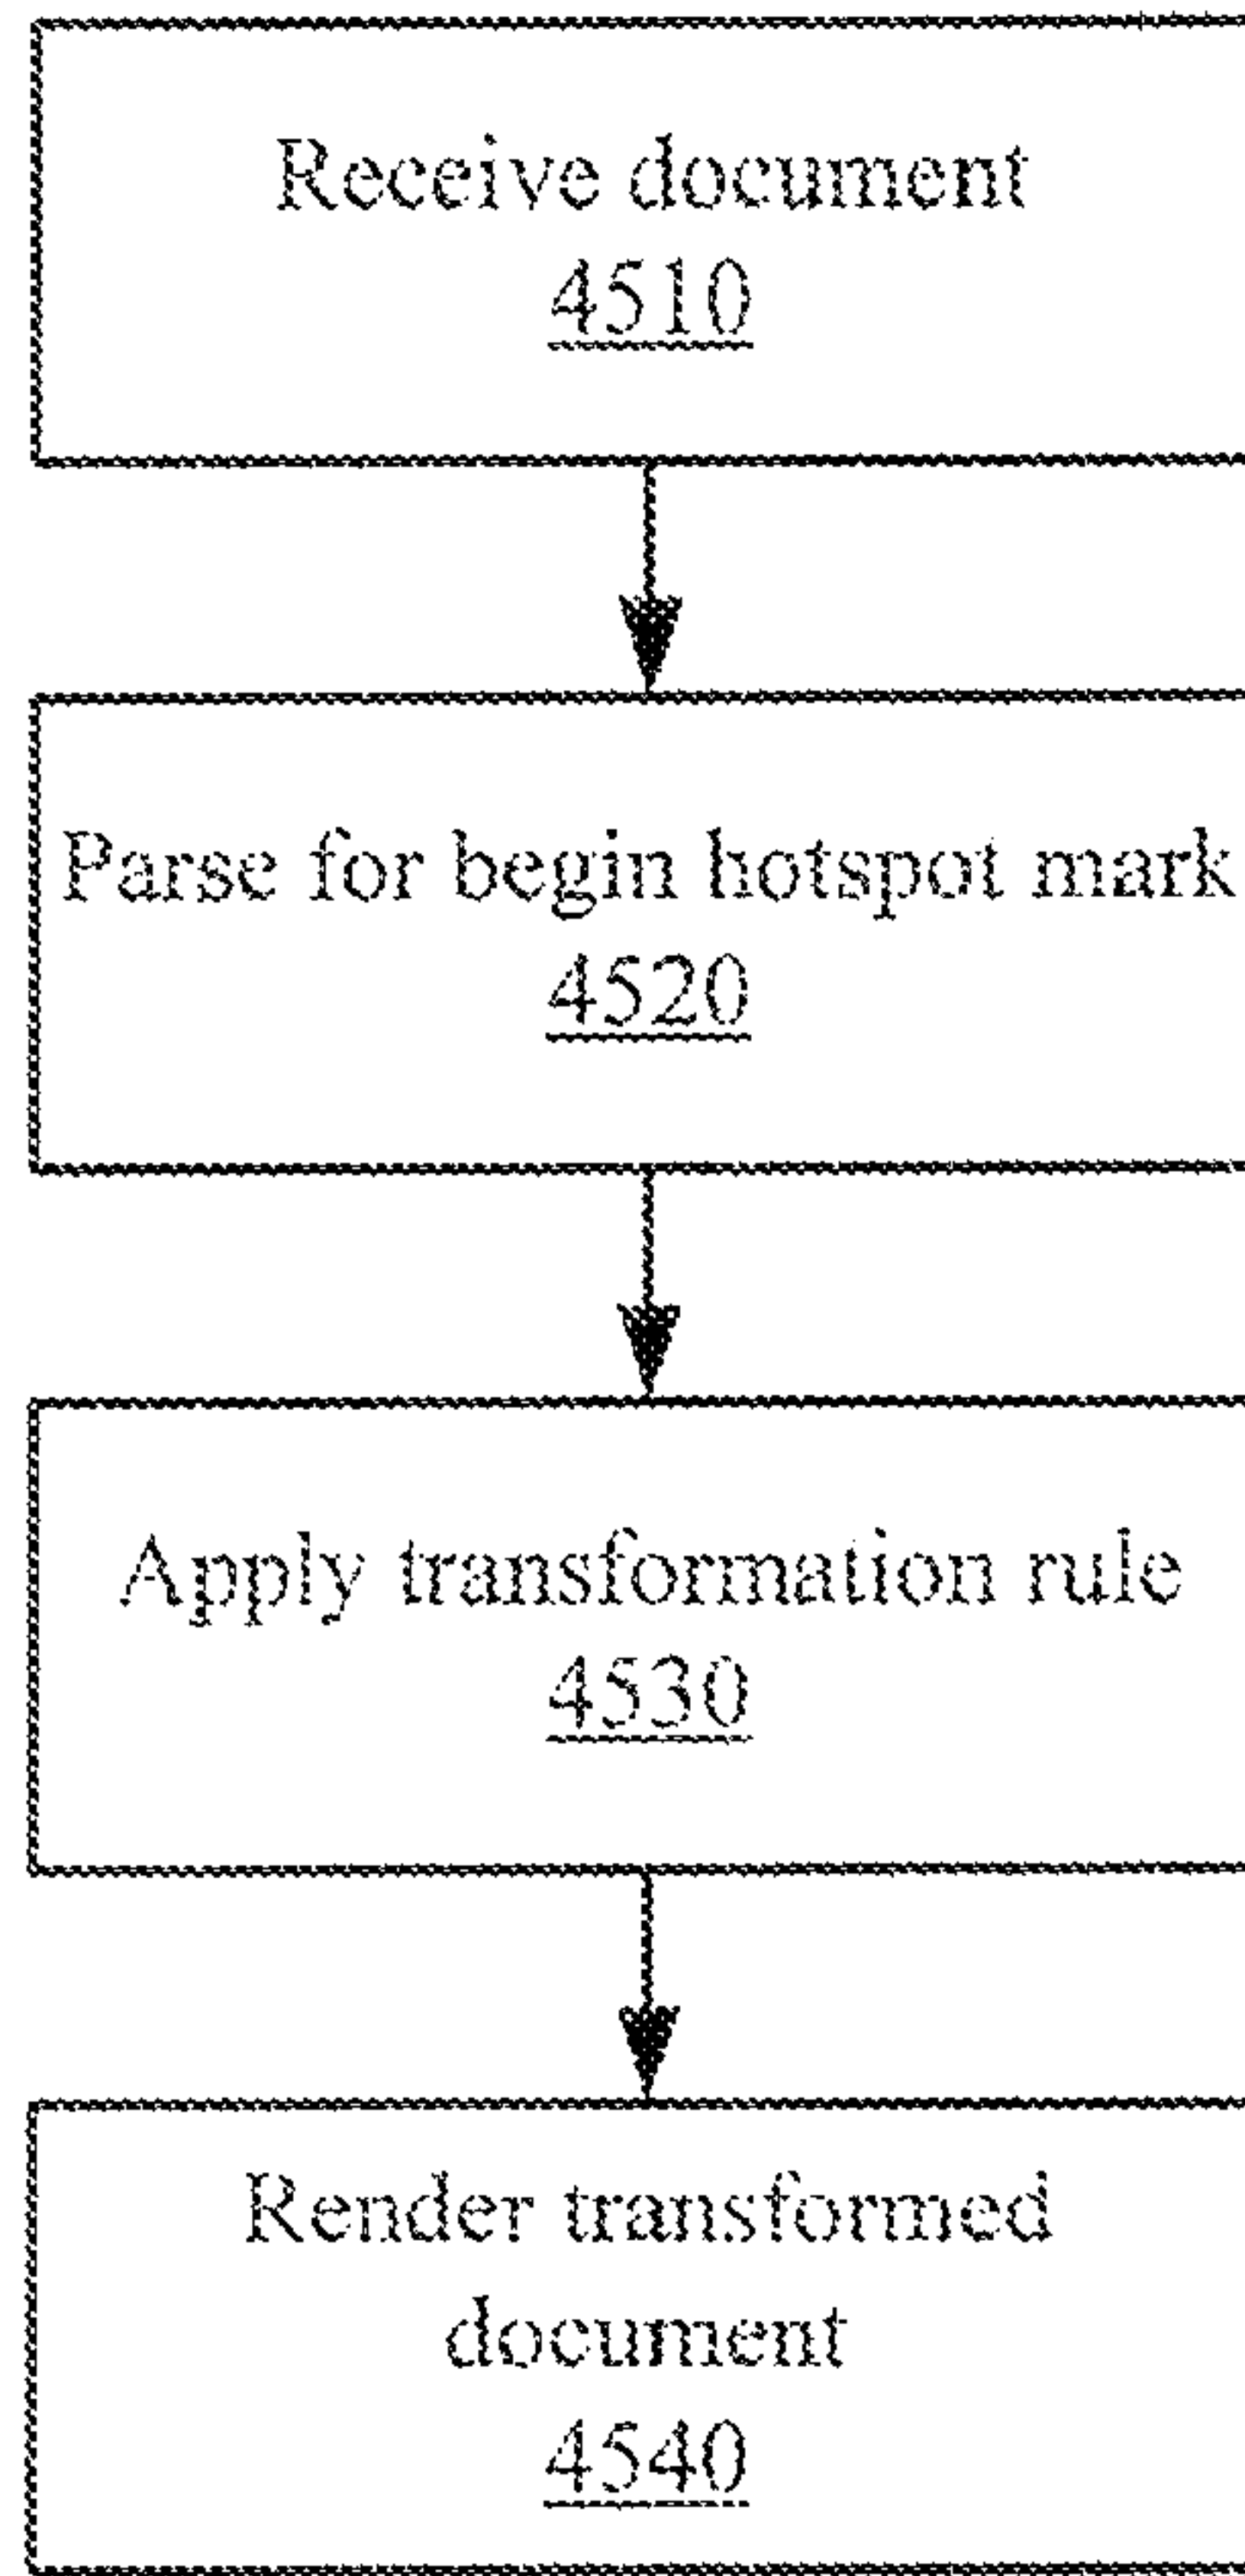 Receive document
4510
Parse for begin hotspot mark
4520
Apply transformation rule
4530
Render transformed
document
4540